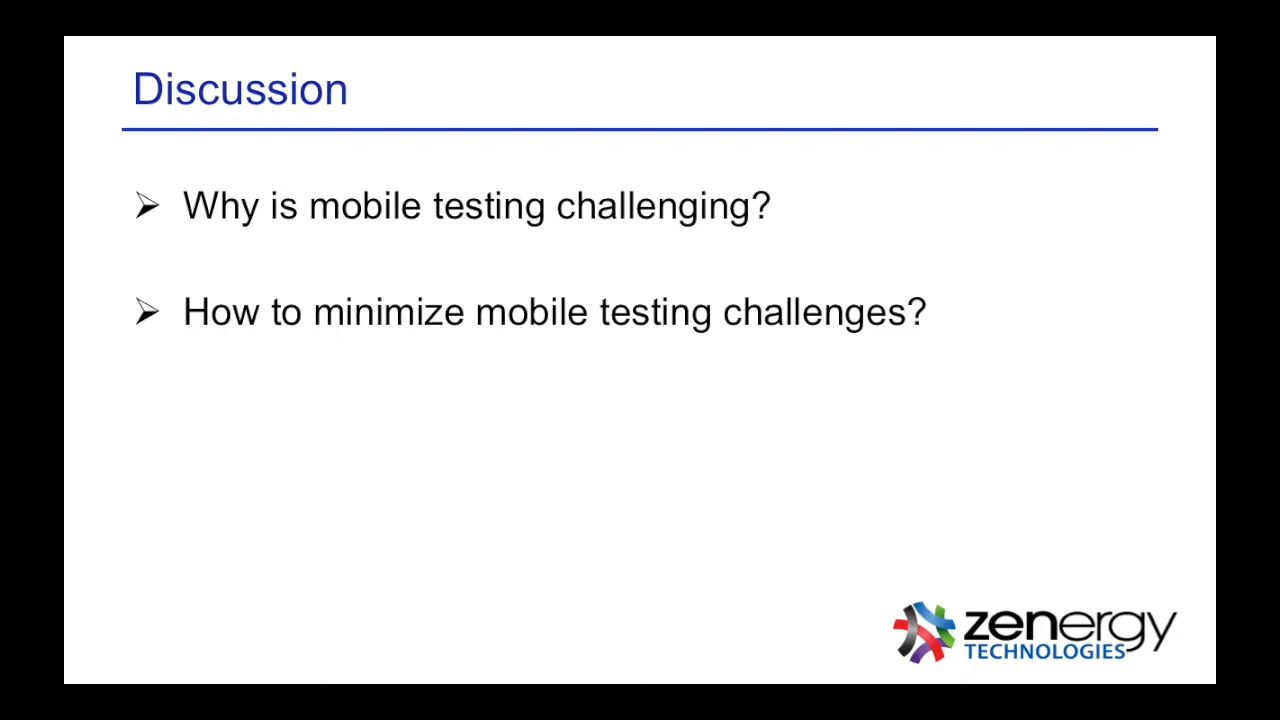 Discussion
Why is mobile testing challenging?
How to minimize mobile testing challenges?
zenergy
TECHNOLOGIES